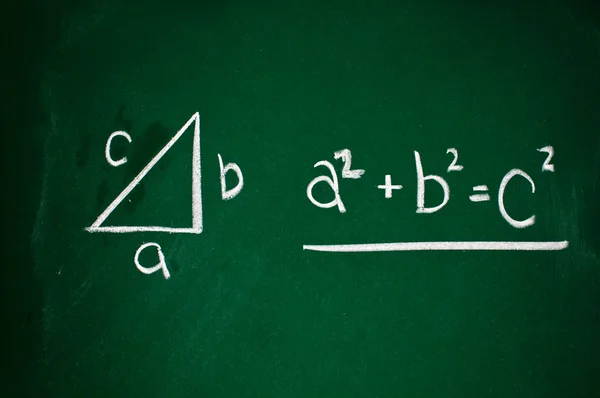 c
b
a
a² + b² = c²